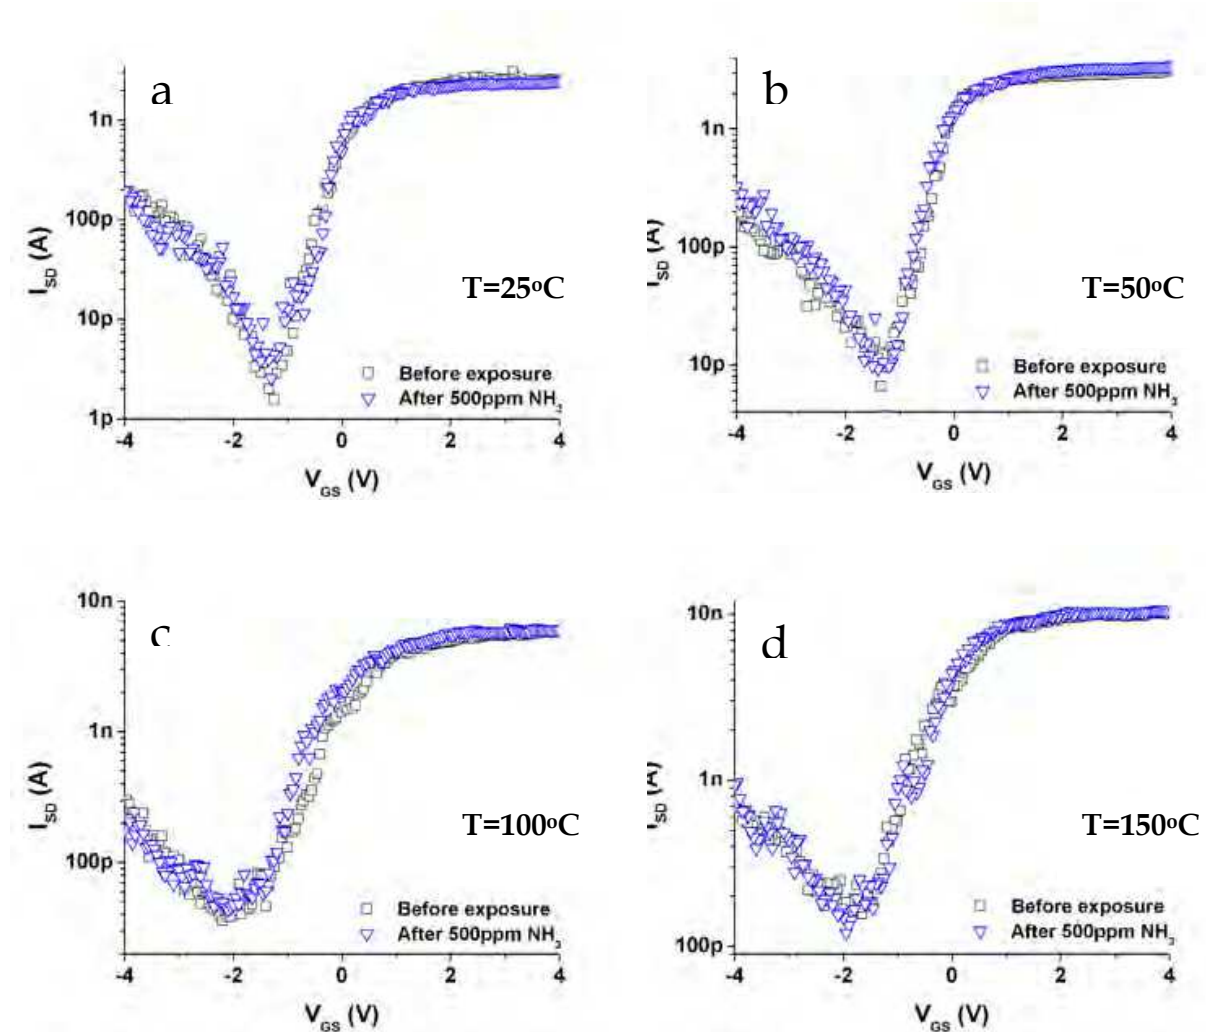 a
1n
100p
10p
1p
I_SD (A)
T=25°C
Before exposure
After 500ppm NH3
-4 -2 0 2 4
V_GS (V)
b
1n
100p
10p
I_SD (A)
T=50°C
Before exposure
After 500ppm NH3
-4 -2 0 2 4
V_GS (V)
c
10n
1n
100p
I_SD (A)
T=100°C
Before exposure
After 500ppm NH3
-4 -2 0 2 4
V_GS (V)
d
10n
1n
100p
I_SD (A)
T=150°C
Before exposure
After 500ppm NH3
-4 -2 0 2 4
V_GS (V)